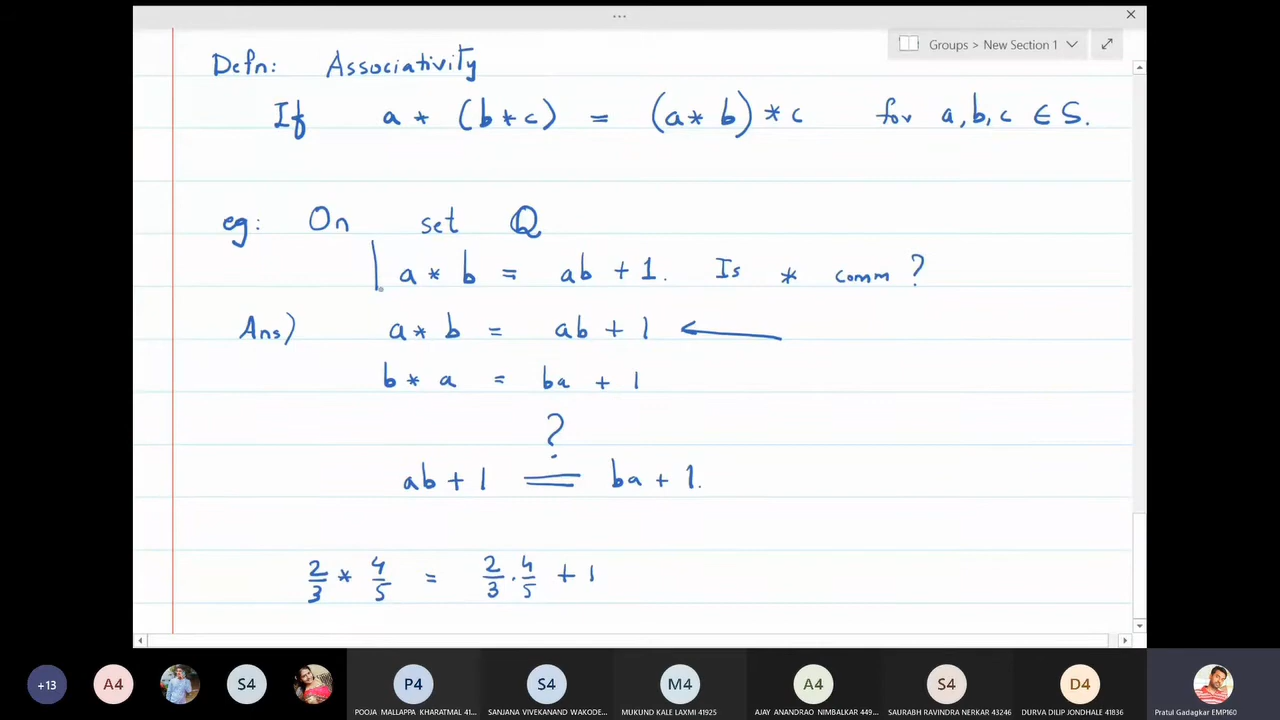 Groups > New Section 1
Defn: Associativity
If a * (b * c) = (a * b) * c for a, b, c ∈ S.
eg: On set Q
a * b = ab + 1. Is * comm ?
Ans) a * b = ab + 1 ←
b * a = ba + 1
?
ab + 1 = ba + 1.
2/3 * 4/5 = 2/3 · 4/5 + 1
+13 A4 S4 P4 S4 M4 A4 S4 D4
POOJA MALLAPPA KHARATMAL 41... SANJANA VIVEKANAND WAKODE... MUKUND KALE LAXMI 41925 AJAY ANANDRAO NIMBALKAR 449... SAURABH RAVINDRA NERKAR 43246 DURVA DILIP JONDHALE 41836 Pratul Gadagkar EMP160